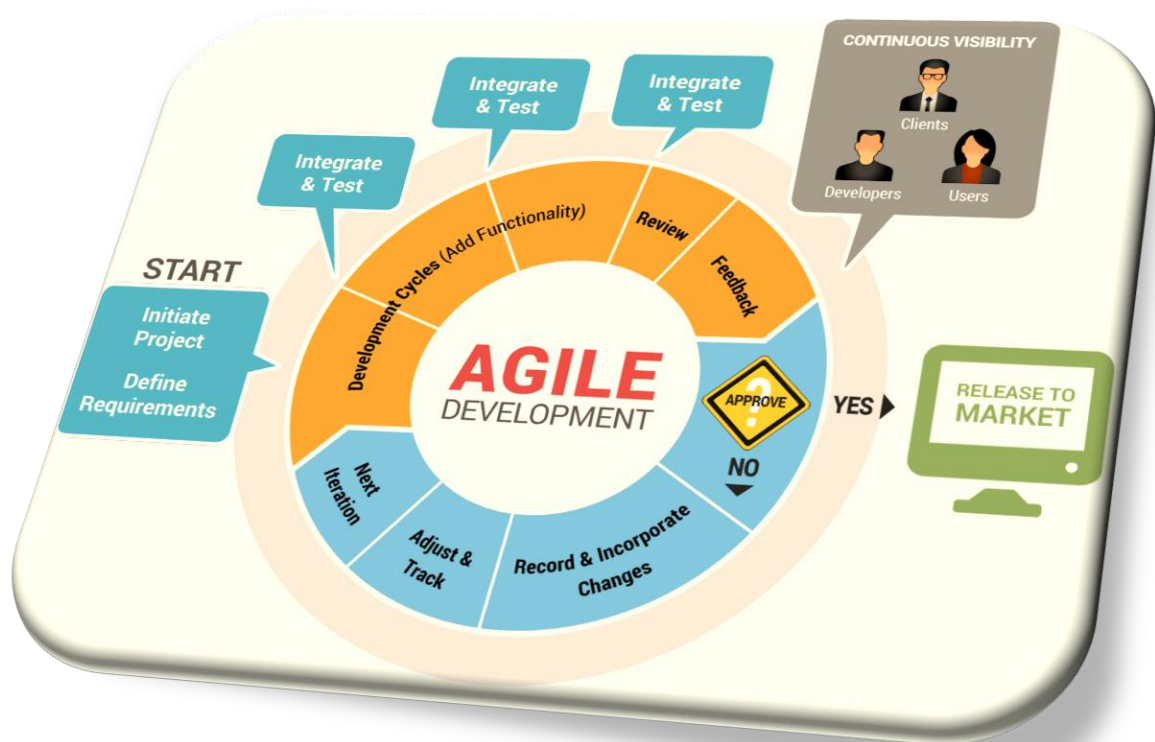 START
Initiate
Project
Define
Requirements
Integrate
& Test
Integrate
& Test
Integrate
& Test
CONTINUOUS VISIBILITY
Clients
Developers
Users
Development Cycles (Add Functionality)
Review
Feedback
AGILE
DEVELOPMENT
?
APPROVE
YES
NO
RELEASE TO
MARKET
Record & Incorporate
Changes
Adjust &
Track
Next
Iteration